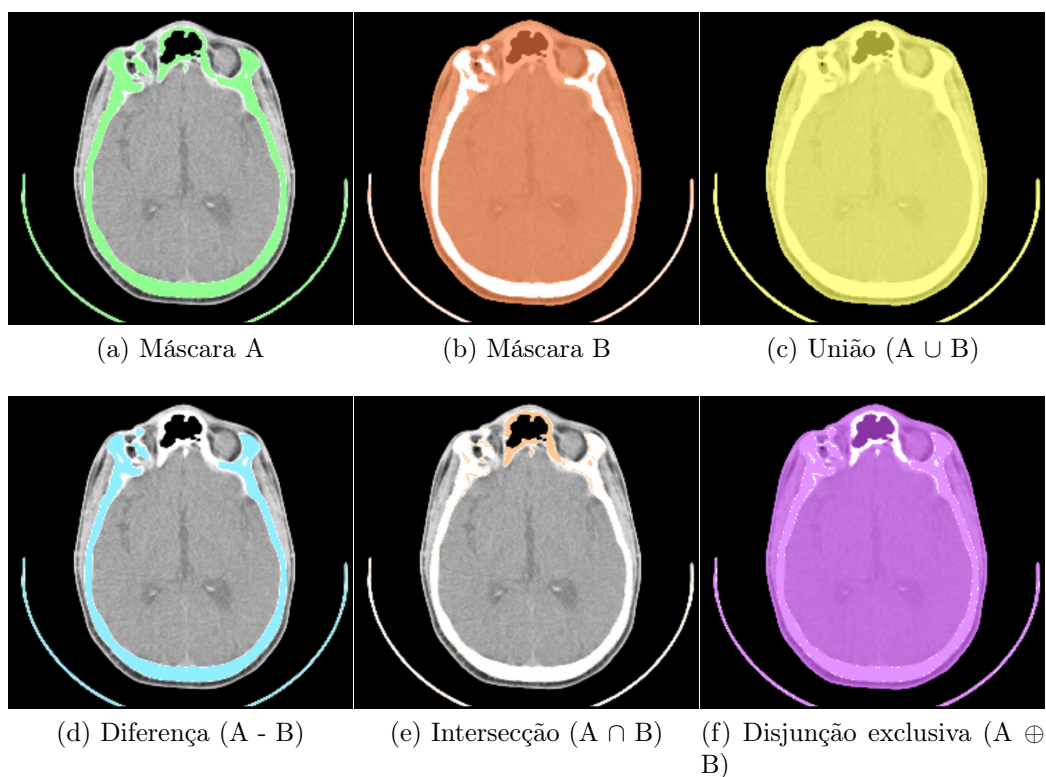 (a) Máscara A
(b) Máscara B
(c) União (A ∪ B)
(d) Diferença (A - B)
(e) Intersecção (A ∩ B)
(f) Disjunção exclusiva (A ⊕
B)